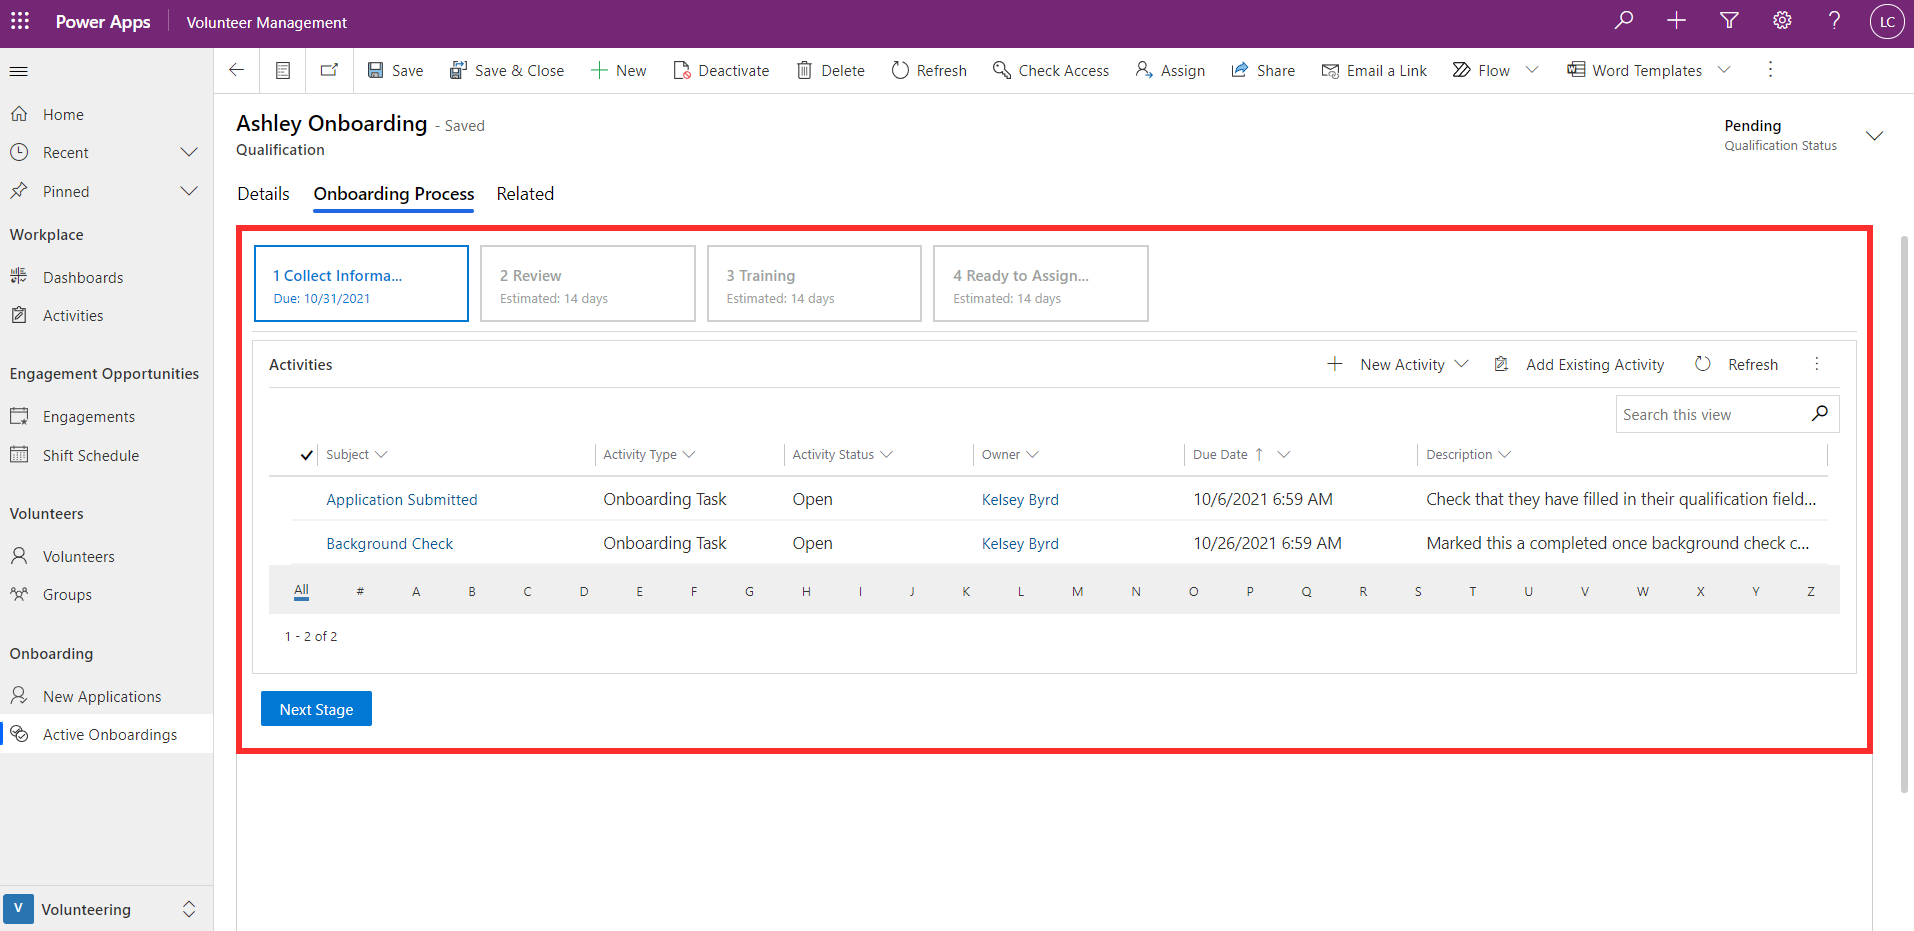 Power Apps Volunteer Management LC
Save Save & Close New Deactivate Delete Refresh Check Access Assign Share Email a Link Flow Word Templates
Home
Recent
Pinned
Workplace
Dashboards
Activities
Engagement Opportunities
Engagements
Shift Schedule
Volunteers
Volunteers
Groups
Onboarding
New Applications
Active Onboardings
V Volunteering
Ashley Onboarding - Saved
Qualification
Pending
Qualification Status
Details Onboarding Process Related
1 Collect Informa...
Due: 10/31/2021
2 Review
Estimated: 14 days
3 Training
Estimated: 14 days
4 Ready to Assign...
Estimated: 14 days
Activities New Activity Add Existing Activity Refresh
Search this view
Subject Activity Type Activity Status Owner Due Date Description
Application Submitted Onboarding Task Open Kelsey Byrd 10/6/2021 6:59 AM Check that they have filled in their qualification field...
Background Check Onboarding Task Open Kelsey Byrd 10/26/2021 6:59 AM Marked this a completed once background check c...
All # A B C D E F G H I J K L M N O P Q R S T U V W X Y Z
1 - 2 of 2
Next Stage